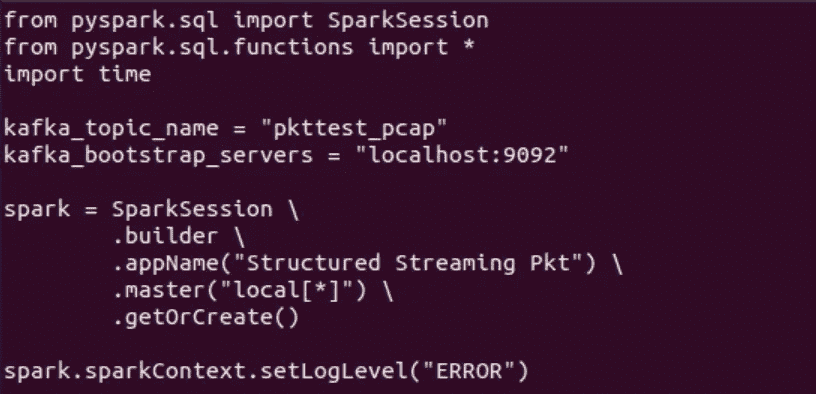 from pyspark.sql import SparkSession
from pyspark.sql.functions import *
import time

kafka_topic_name = "pkttest_pcap"
kafka_bootstrap_servers = "localhost:9092"

spark = SparkSession \
        .builder \
        .appName("Structured Streaming Pkt") \
        .master("local[*]") \
        .getOrCreate()

spark.sparkContext.setLogLevel("ERROR")